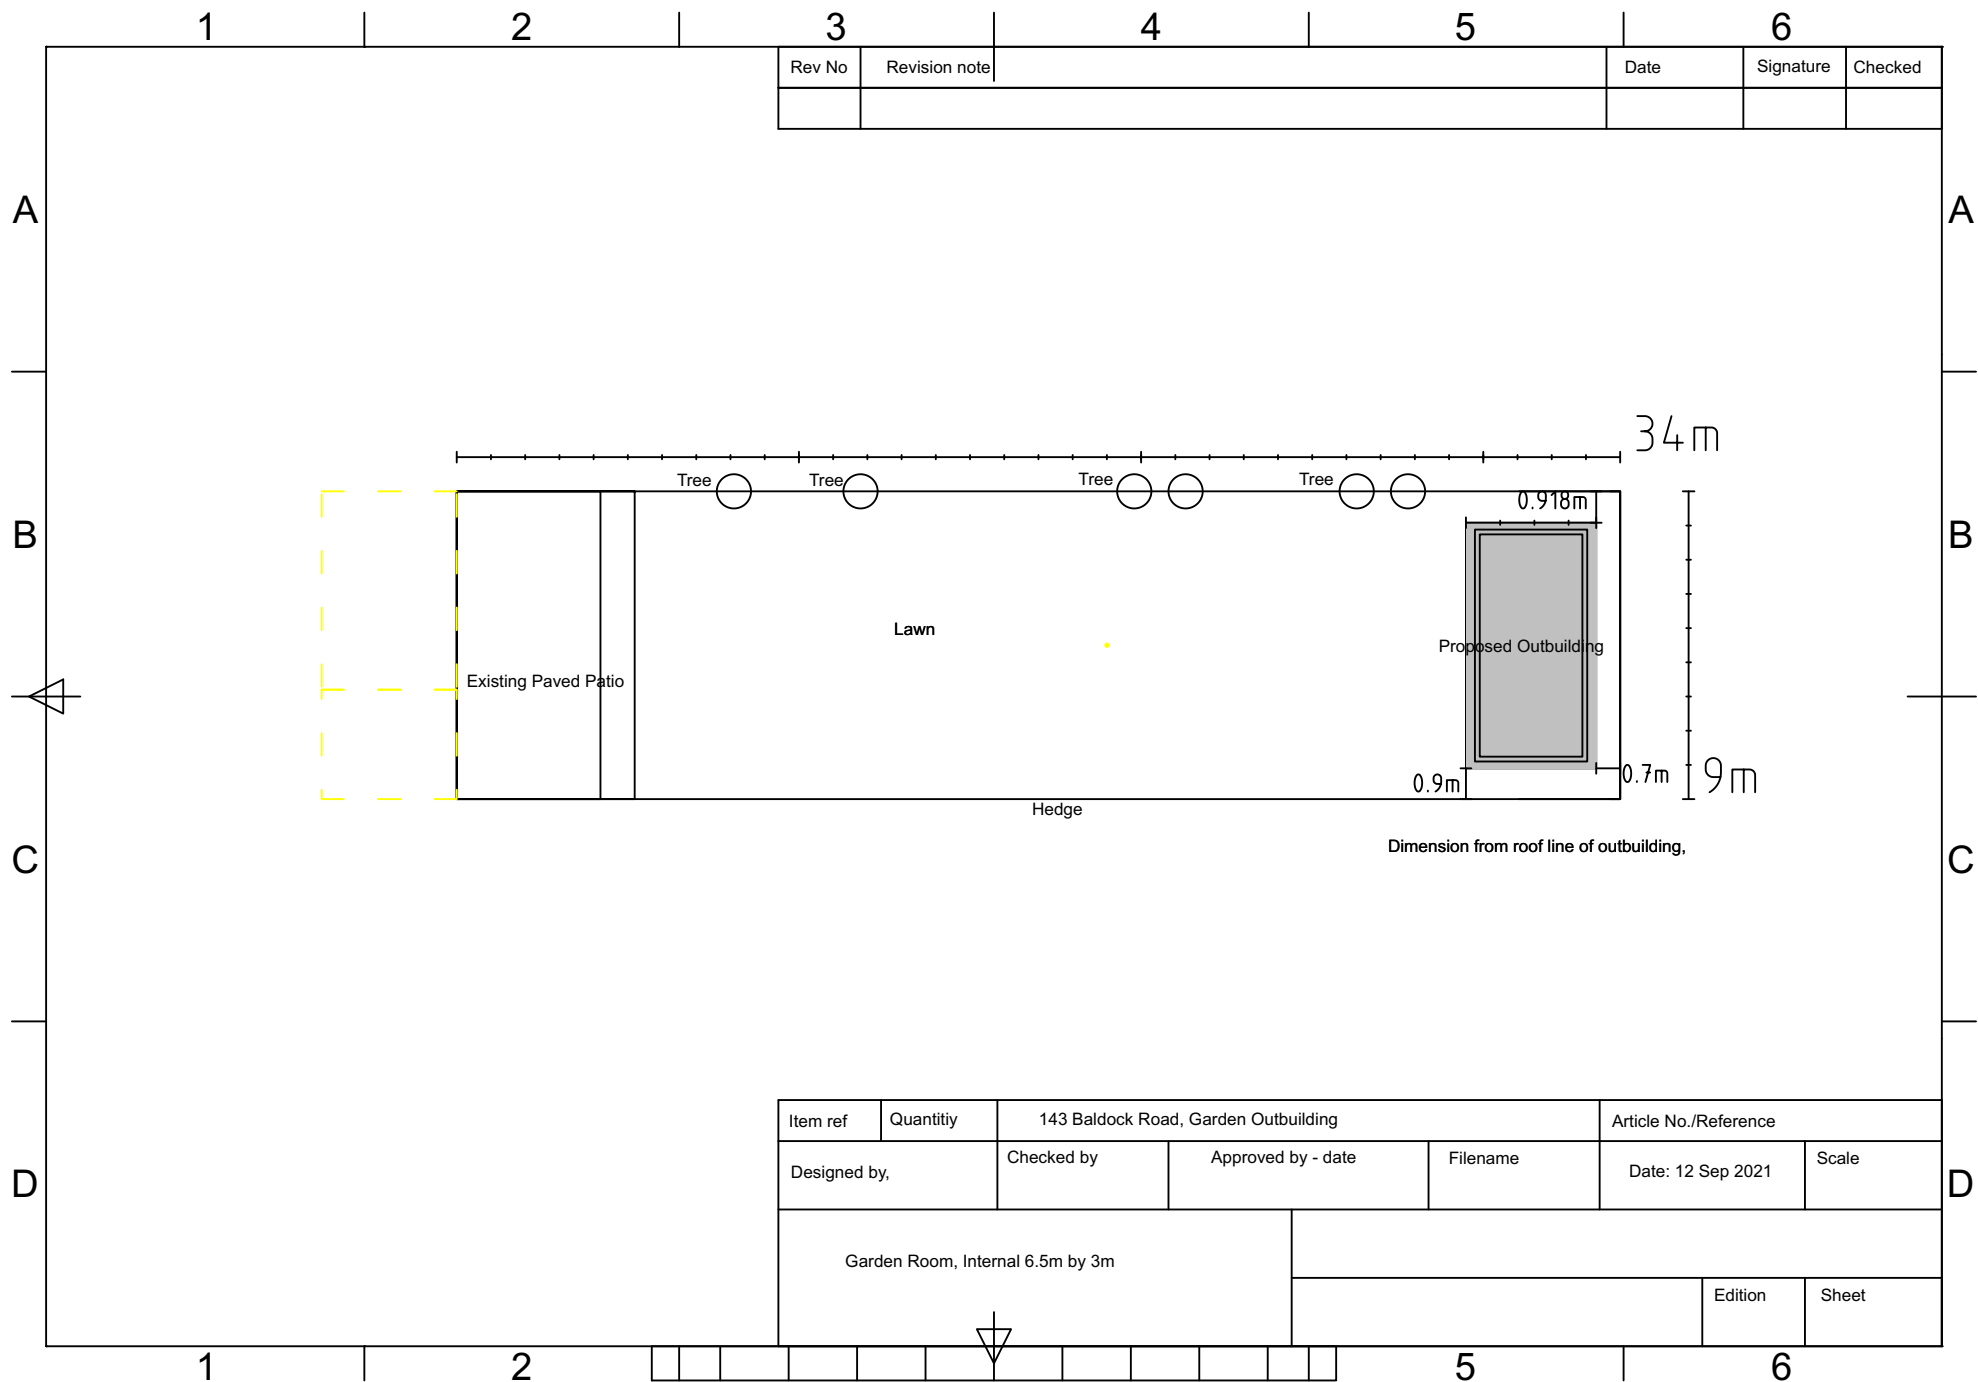 1 2 3 4 5 6
Rev No Revision note Date Signature Checked
A A
34m
Tree Tree Tree Tree
0.918m
B B
Lawn
Proposed Outbuilding
Existing Paved Patio
0.9m 0.7m 9m
Hedge
Dimension from roof line of outbuilding,
C C
Item ref Quantitiy 143 Baldock Road, Garden Outbuilding Article No./Reference
Designed by, Checked by Approved by - date Filename Date: 12 Sep 2021 Scale
D D
Garden Room, Internal 6.5m by 3m
Edition Sheet
1 2 5 6